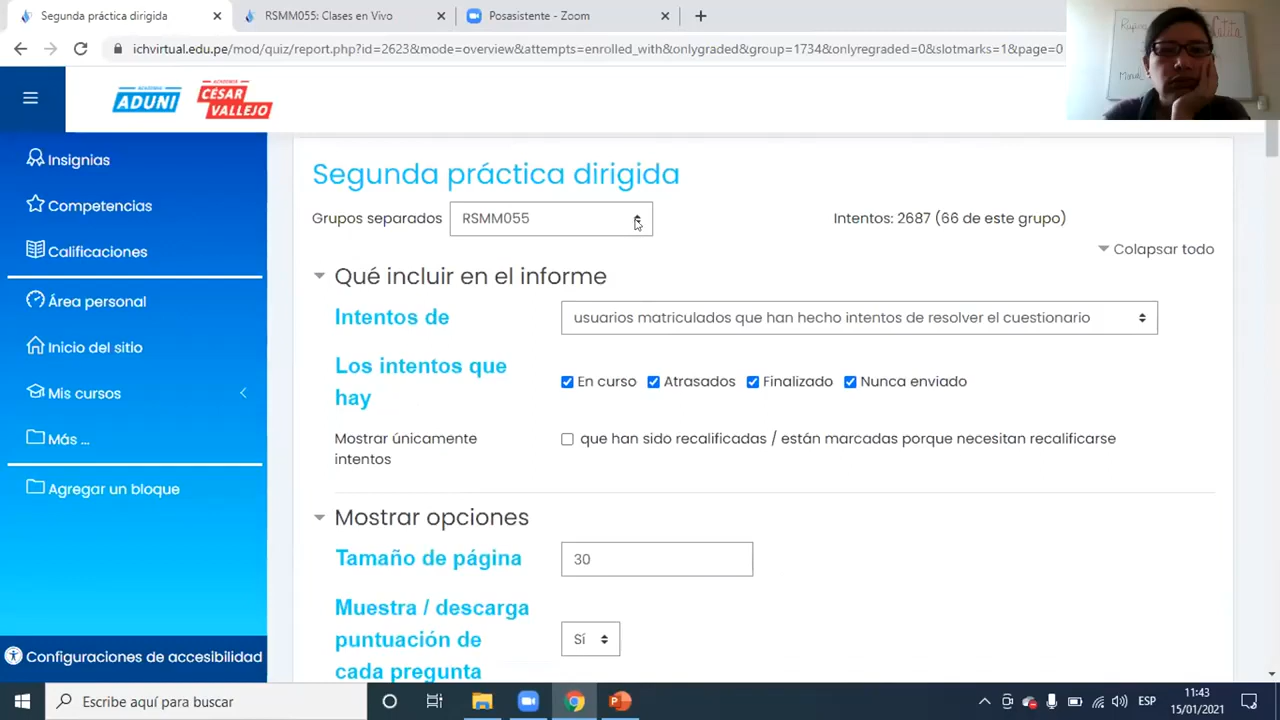 Segunda práctica dirigida
RSMM055: Clases en Vivo
Posasistente - Zoom
ichvirtual.edu.pe/mod/quiz/report.php?id=2623&mode=overview&attempts=enrolled_with&onlygraded&group=1734&onlyregraded=0&slotmarks=1&page=0
ACADEMIA
ADUNI
ACADEMIA
CÉSAR
VALLEJO
Insignias
Competencias
Calificaciones
Área personal
Inicio del sitio
Mis cursos
Más ...
Agregar un bloque
Configuraciones de accesibilidad
Segunda práctica dirigida
Grupos separados RSMM055 Intentos: 2687 (66 de este grupo)
Colapsar todo
Qué incluir en el informe
Intentos de usuarios matriculados que han hecho intentos de resolver el cuestionario
Los intentos que
hay
En curso Atrasados Finalizado Nunca enviado
Mostrar únicamente
intentos
que han sido recalificadas / están marcadas porque necesitan recalificarse
Mostrar opciones
Tamaño de página 30
Muestra / descarga
puntuación de
cada pregunta
Sí
Escribe aquí para buscar
ESP
11:43
15/01/2021